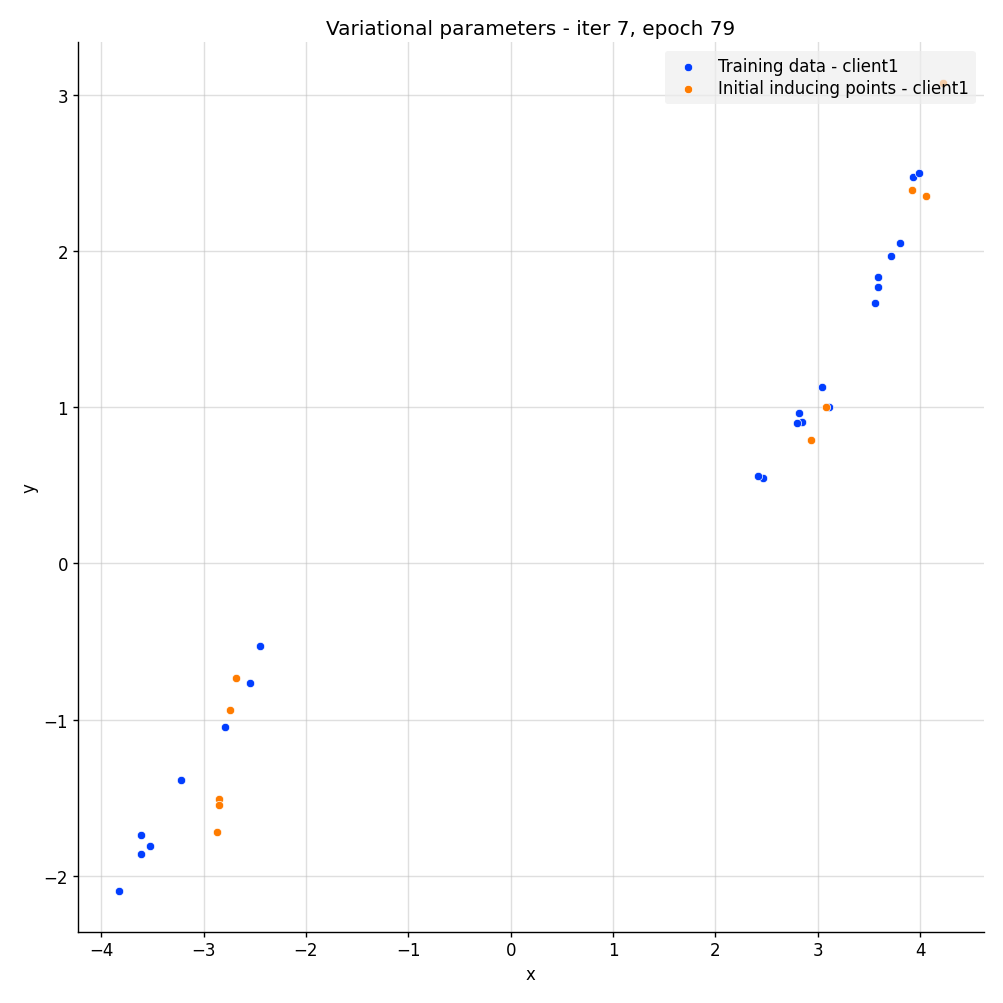 Variational parameters - iter 7, epoch 79
Training data - client1
Initial inducing points - client1
3
2
1
0
−1
−2
y
−4 −3 −2 −1 0 1 2 3 4
x